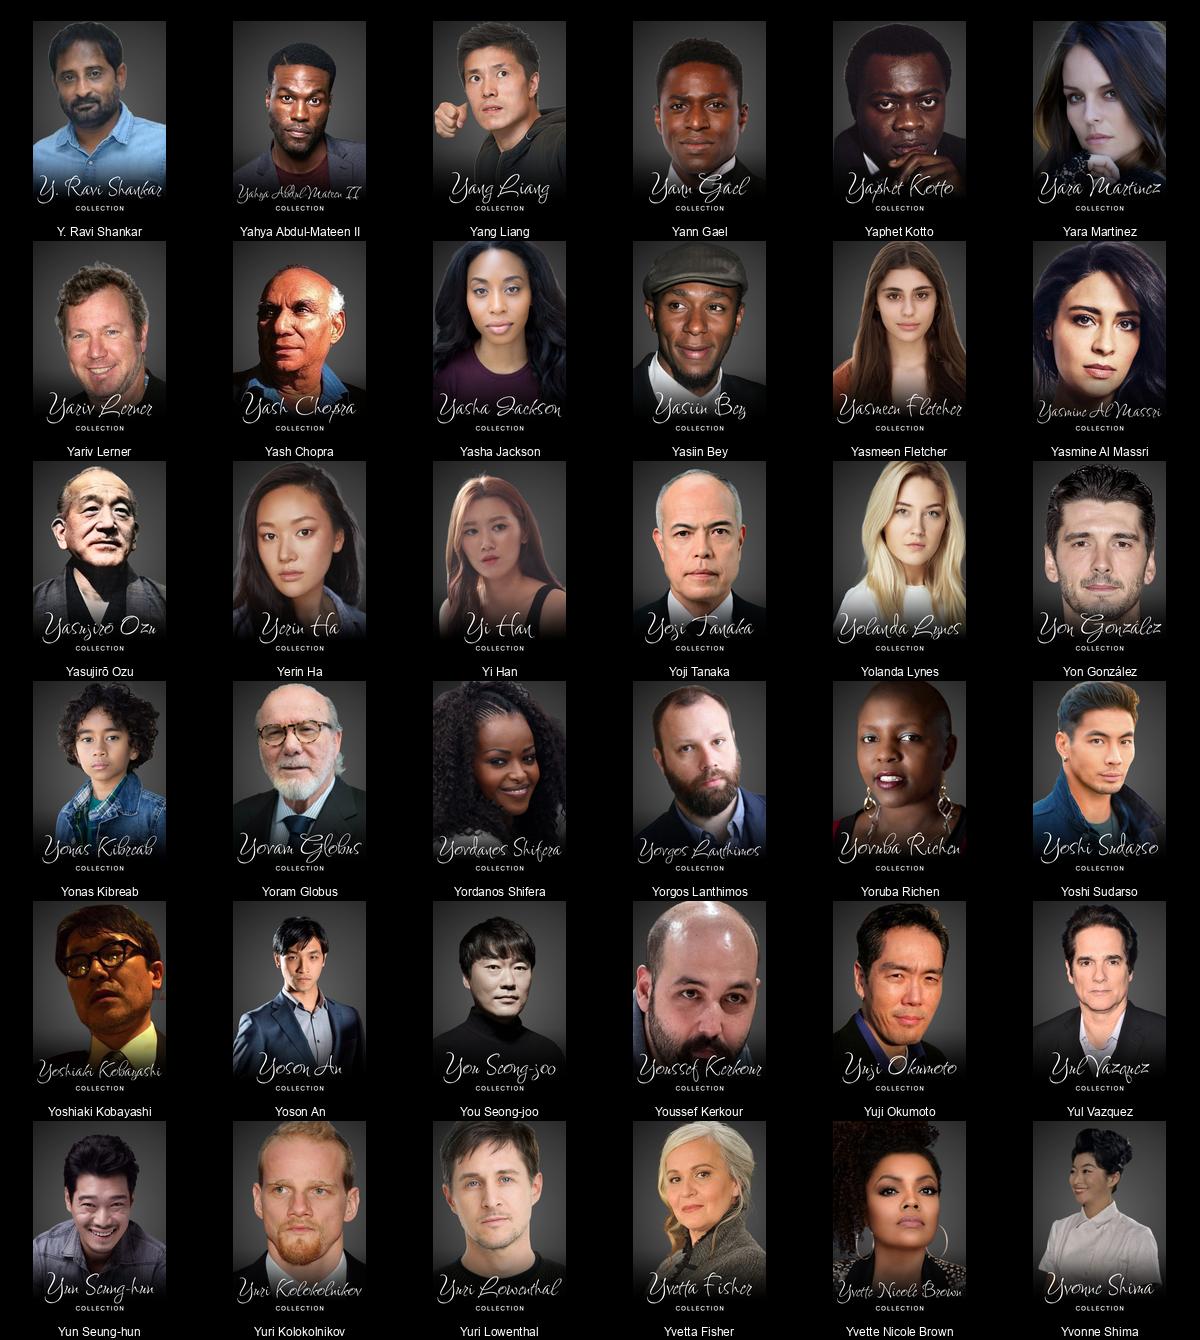 Y. Ravi Shankar Yahya Abdul-Mateen II Yang Liang Yann Gael Yaphet Kotto Yara Martinez
COLLECTION COLLECTION COLLECTION COLLECTION COLLECTION COLLECTION
Y. Ravi Shankar Yahya Abdul-Mateen II Yang Liang Yann Gael Yaphet Kotto Yara Martinez
Yariv Lerner Yash Chopra Yasha Jackson Yasiin Bey Yasmeen Fletcher Yasmine Al Massri
COLLECTION COLLECTION COLLECTION COLLECTION COLLECTION COLLECTION
Yariv Lerner Yash Chopra Yasha Jackson Yasiin Bey Yasmeen Fletcher Yasmine Al Massri
Yasujirō Ozu Yerin Ha Yi Han Yoji Tanaka Yolanda Lynes Yon González
COLLECTION COLLECTION COLLECTION COLLECTION COLLECTION COLLECTION
Yasujirō Ozu Yerin Ha Yi Han Yoji Tanaka Yolanda Lynes Yon González
Yonas Kibreab Yoram Globus Yordanos Shifera Yorgos Lanthimos Yoruba Richen Yoshi Sudarso
COLLECTION COLLECTION COLLECTION COLLECTION COLLECTION COLLECTION
Yonas Kibreab Yoram Globus Yordanos Shifera Yorgos Lanthimos Yoruba Richen Yoshi Sudarso
Yoshiaki Kobayashi Yoson An You Seong-joo Youssef Kerkour Yuji Okumoto Yul Vazquez
COLLECTION COLLECTION COLLECTION COLLECTION COLLECTION COLLECTION
Yoshiaki Kobayashi Yoson An You Seong-joo Youssef Kerkour Yuji Okumoto Yul Vazquez
Yun Seung-hun Yuri Kolokolnikov Yuri Lowenthal Yvetta Fisher Yvette Nicole Brown Yvonne Shima
COLLECTION COLLECTION COLLECTION COLLECTION COLLECTION COLLECTION
Yun Seung-hun Yuri Kolokolnikov Yuri Lowenthal Yvetta Fisher Yvette Nicole Brown Yvonne Shima